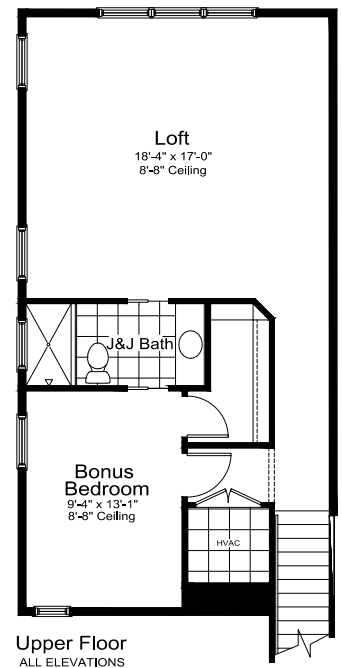 Loft
18'-4" x 17'-0"
8'-8" Ceiling
J&J Bath
Bonus
Bedroom
9'-4" x 13'-1"
8'-8" Ceiling
HVAC
Upper Floor
ALL ELEVATIONS